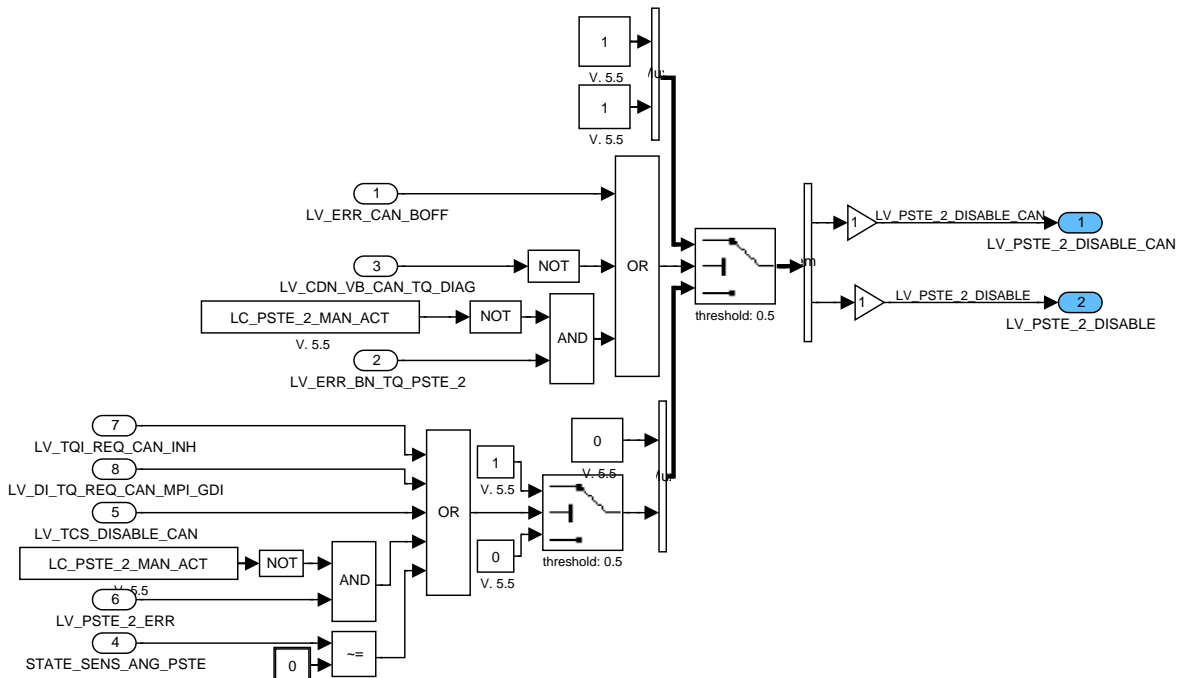 1
V. 5.5
1
V. 5.5
1
LV_ERR_CAN_BOFF
3
LV_CDN_VB_CAN_TQ_DIAG
NOT
OR
LC_PSTE_2_MAN_ACT
V. 5.5
NOT
AND
2
LV_ERR_BN_TQ_PSTE_2
threshold: 0.5
1
LV_PSTE_2_DISABLE_CAN
1
LV_PSTE_2_DISABLE_CAN
1
LV_PSTE_2_DISABLE
2
LV_PSTE_2_DISABLE
7
LV_TQI_REQ_CAN_INH
8
LV_DI_TQ_REQ_CAN_MPI_GDI
5
LV_TCS_DISABLE_CAN
OR
1
V. 5.5
0
V. 5.5
0
V. 5.5
threshold: 0.5
LC_PSTE_2_MAN_ACT
V. 5.5
NOT
AND
6
LV_PSTE_2_ERR
4
STATE_SENS_ANG_PSTE
0
~=